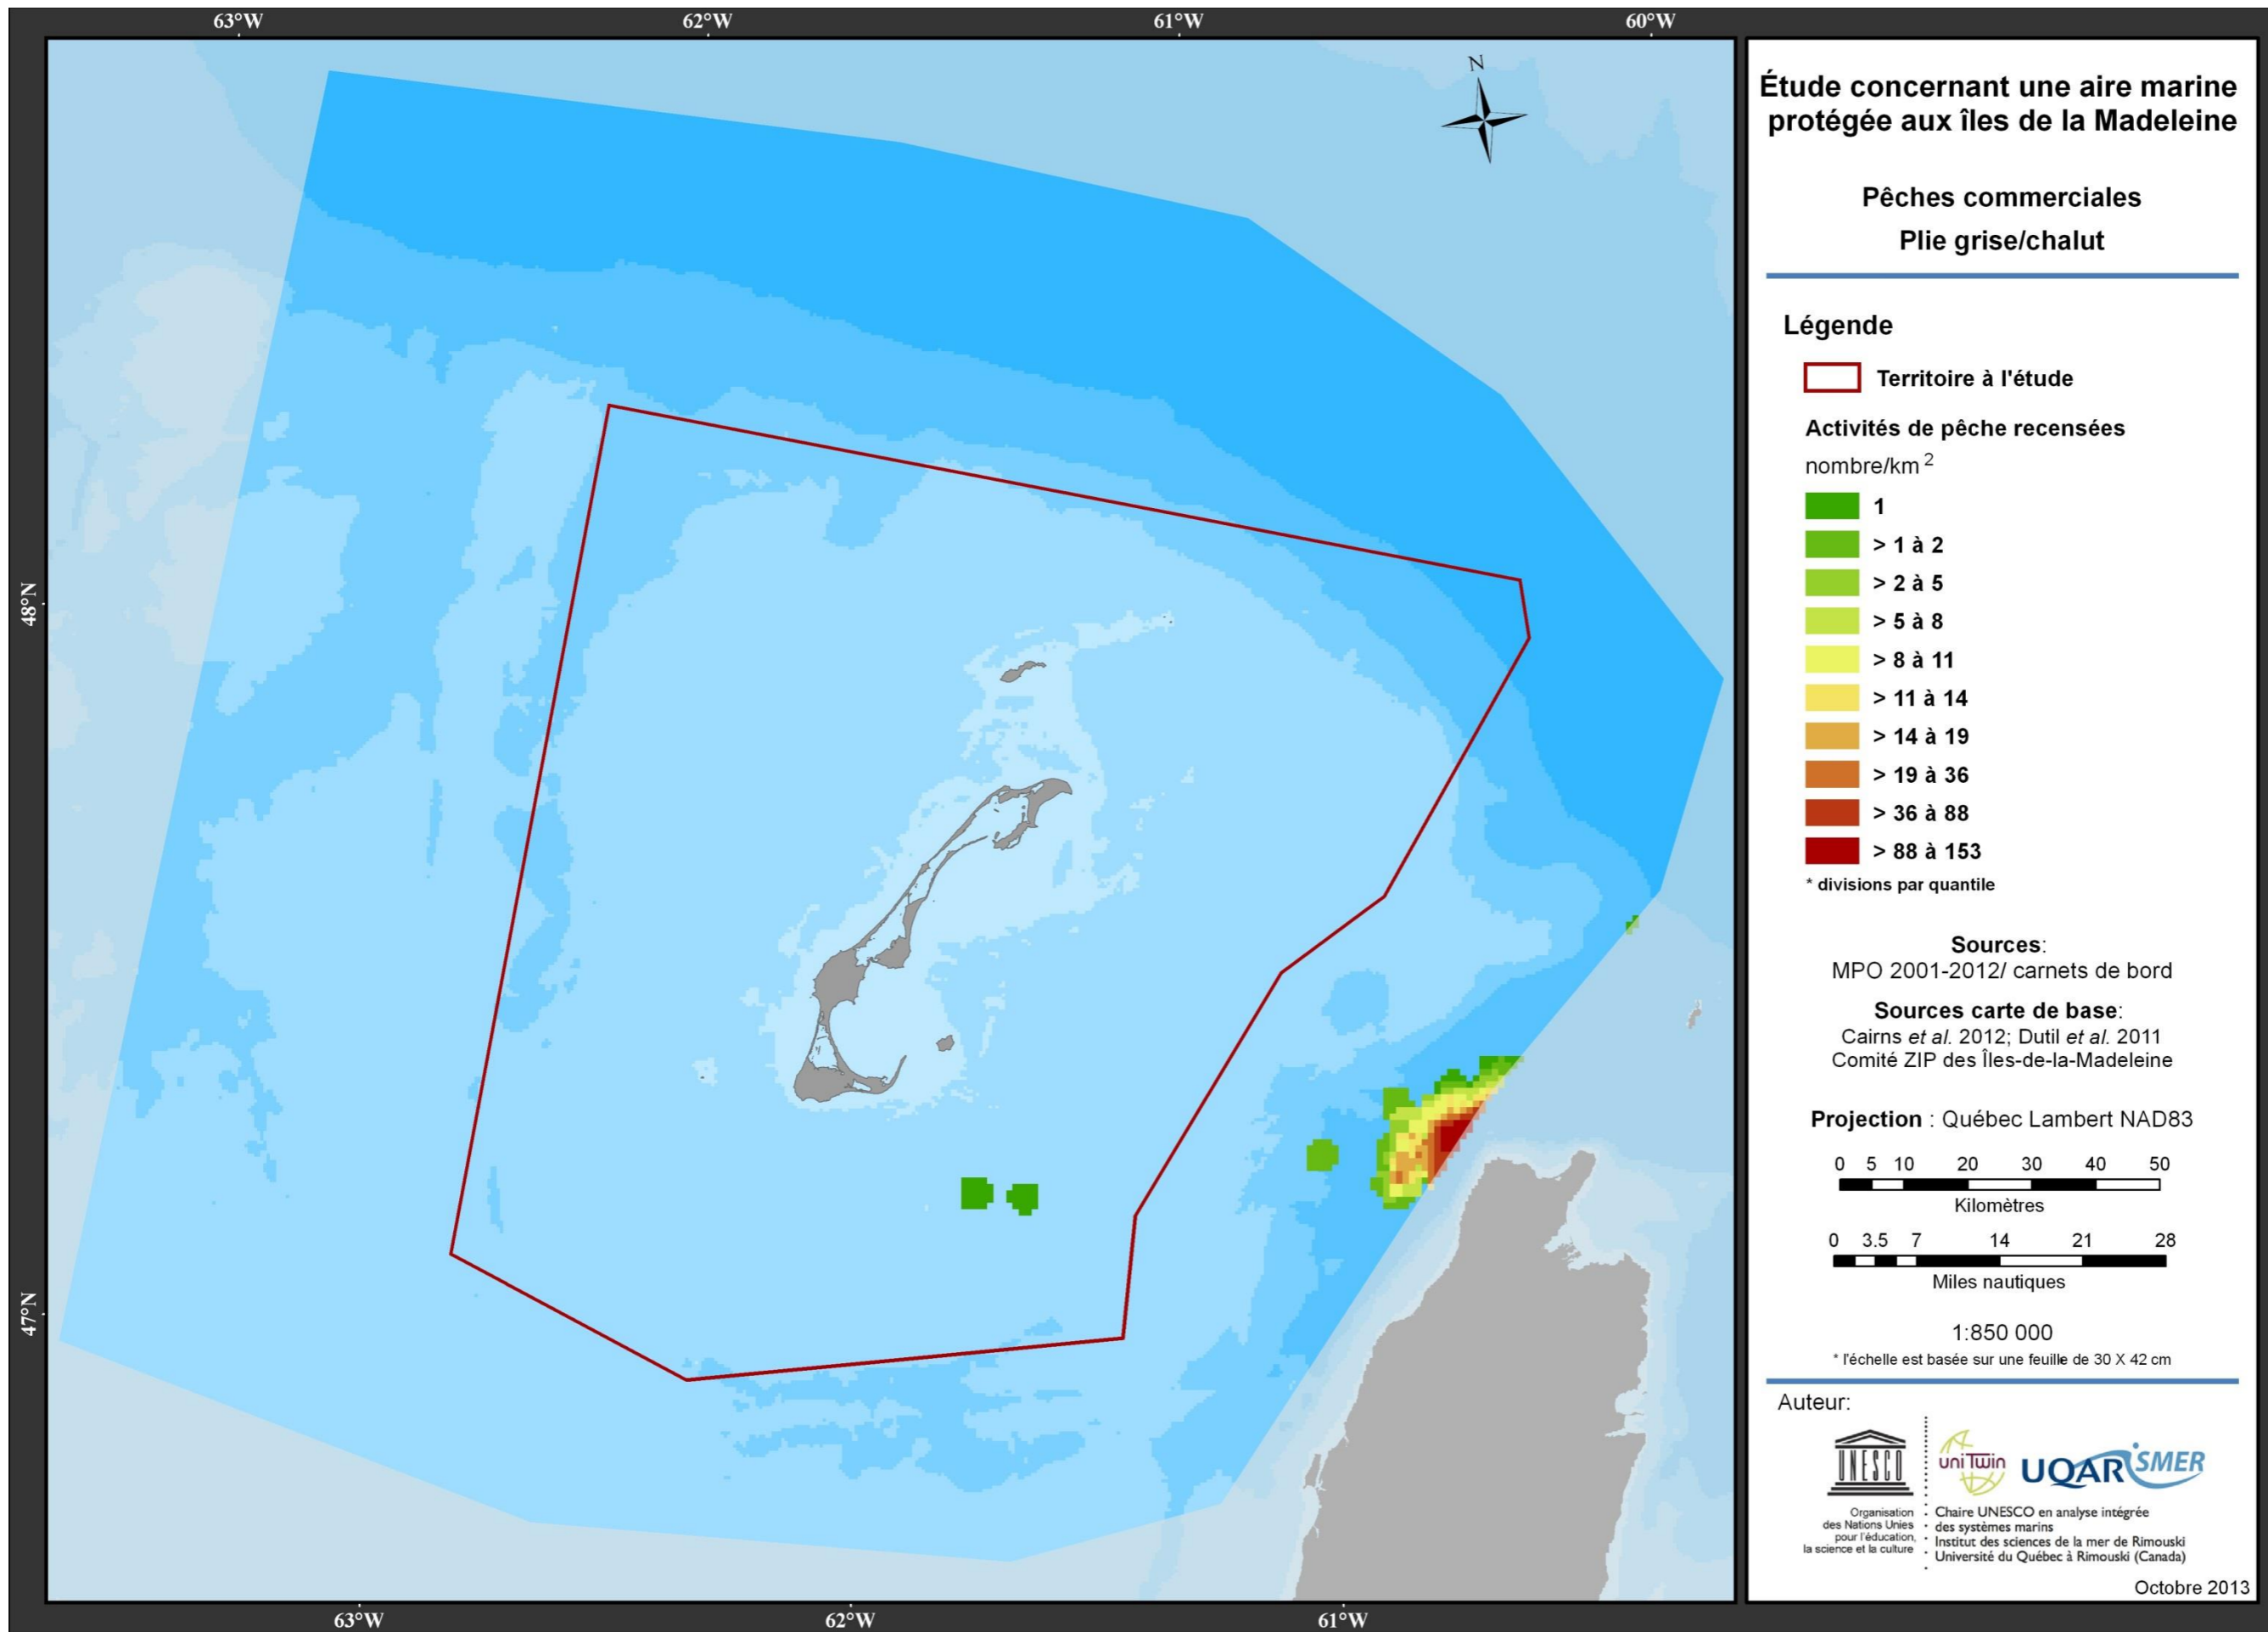 63°W 62°W 61°W 60°W
N
48°N
47°N
63°W 62°W 61°W
Étude concernant une aire marine
protégée aux îles de la Madeleine
Pêches commerciales
Plie grise/chalut
Légende
Territoire à l'étude
Activités de pêche recensées
nombre/km 2
1
> 1 à 2
> 2 à 5
> 5 à 8
> 8 à 11
> 11 à 14
> 14 à 19
> 19 à 36
> 36 à 88
> 88 à 153
* divisions par quantile
Sources:
MPO 2001-2012/ carnets de bord
Sources carte de base:
Cairns et al. 2012; Dutil et al. 2011
Comité ZIP des Îles-de-la-Madeleine
Projection : Québec Lambert NAD83
0 5 10 20 30 40 50
Kilomètres
0 3.5 7 14 21 28
Miles nautiques
1:850 000
* l'échelle est basée sur une feuille de 30 X 42 cm
Auteur:
UNESCO
uniTwin
UQAR iSMER
Organisation
des Nations Unies
pour l'éducation,
la science et la culture
Chaire UNESCO en analyse intégrée
des systèmes marins
Institut des sciences de la mer de Rimouski
Université du Québec à Rimouski (Canada)
Octobre 2013